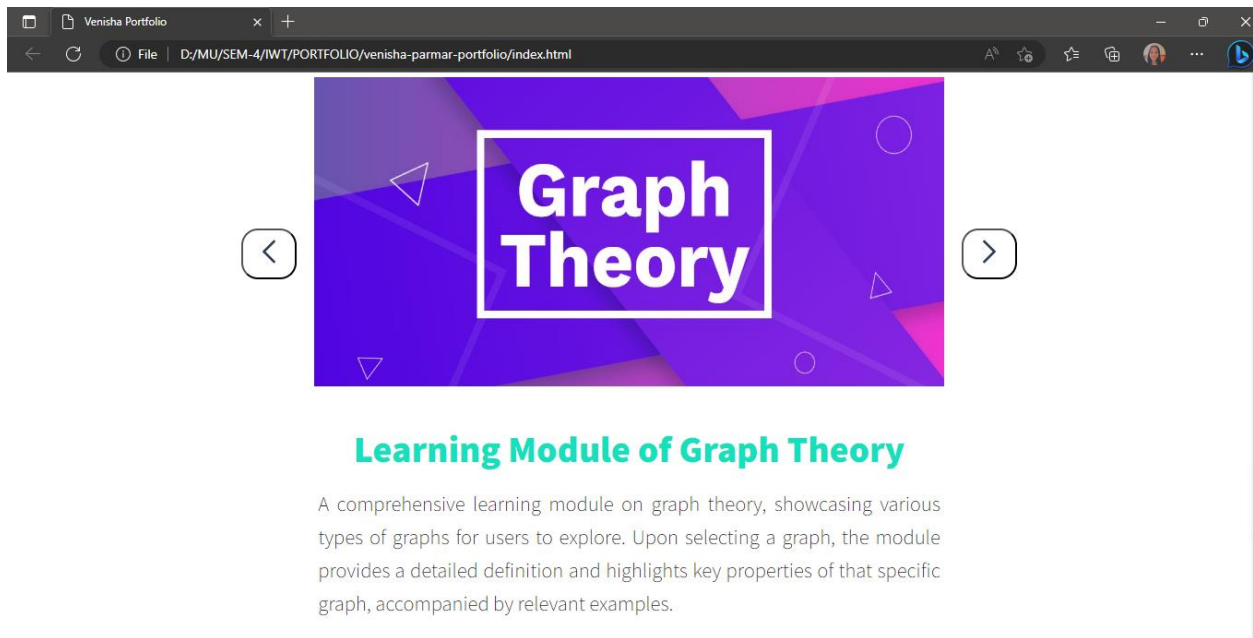 Venisha Portfolio
File D:/MU/SEM-4/IWT/PORTFOLIO/venisha-parmar-portfolio/index.html
Graph
Theory
Learning Module of Graph Theory
A comprehensive learning module on graph theory, showcasing various
types of graphs for users to explore. Upon selecting a graph, the module
provides a detailed definition and highlights key properties of that specific
graph, accompanied by relevant examples.